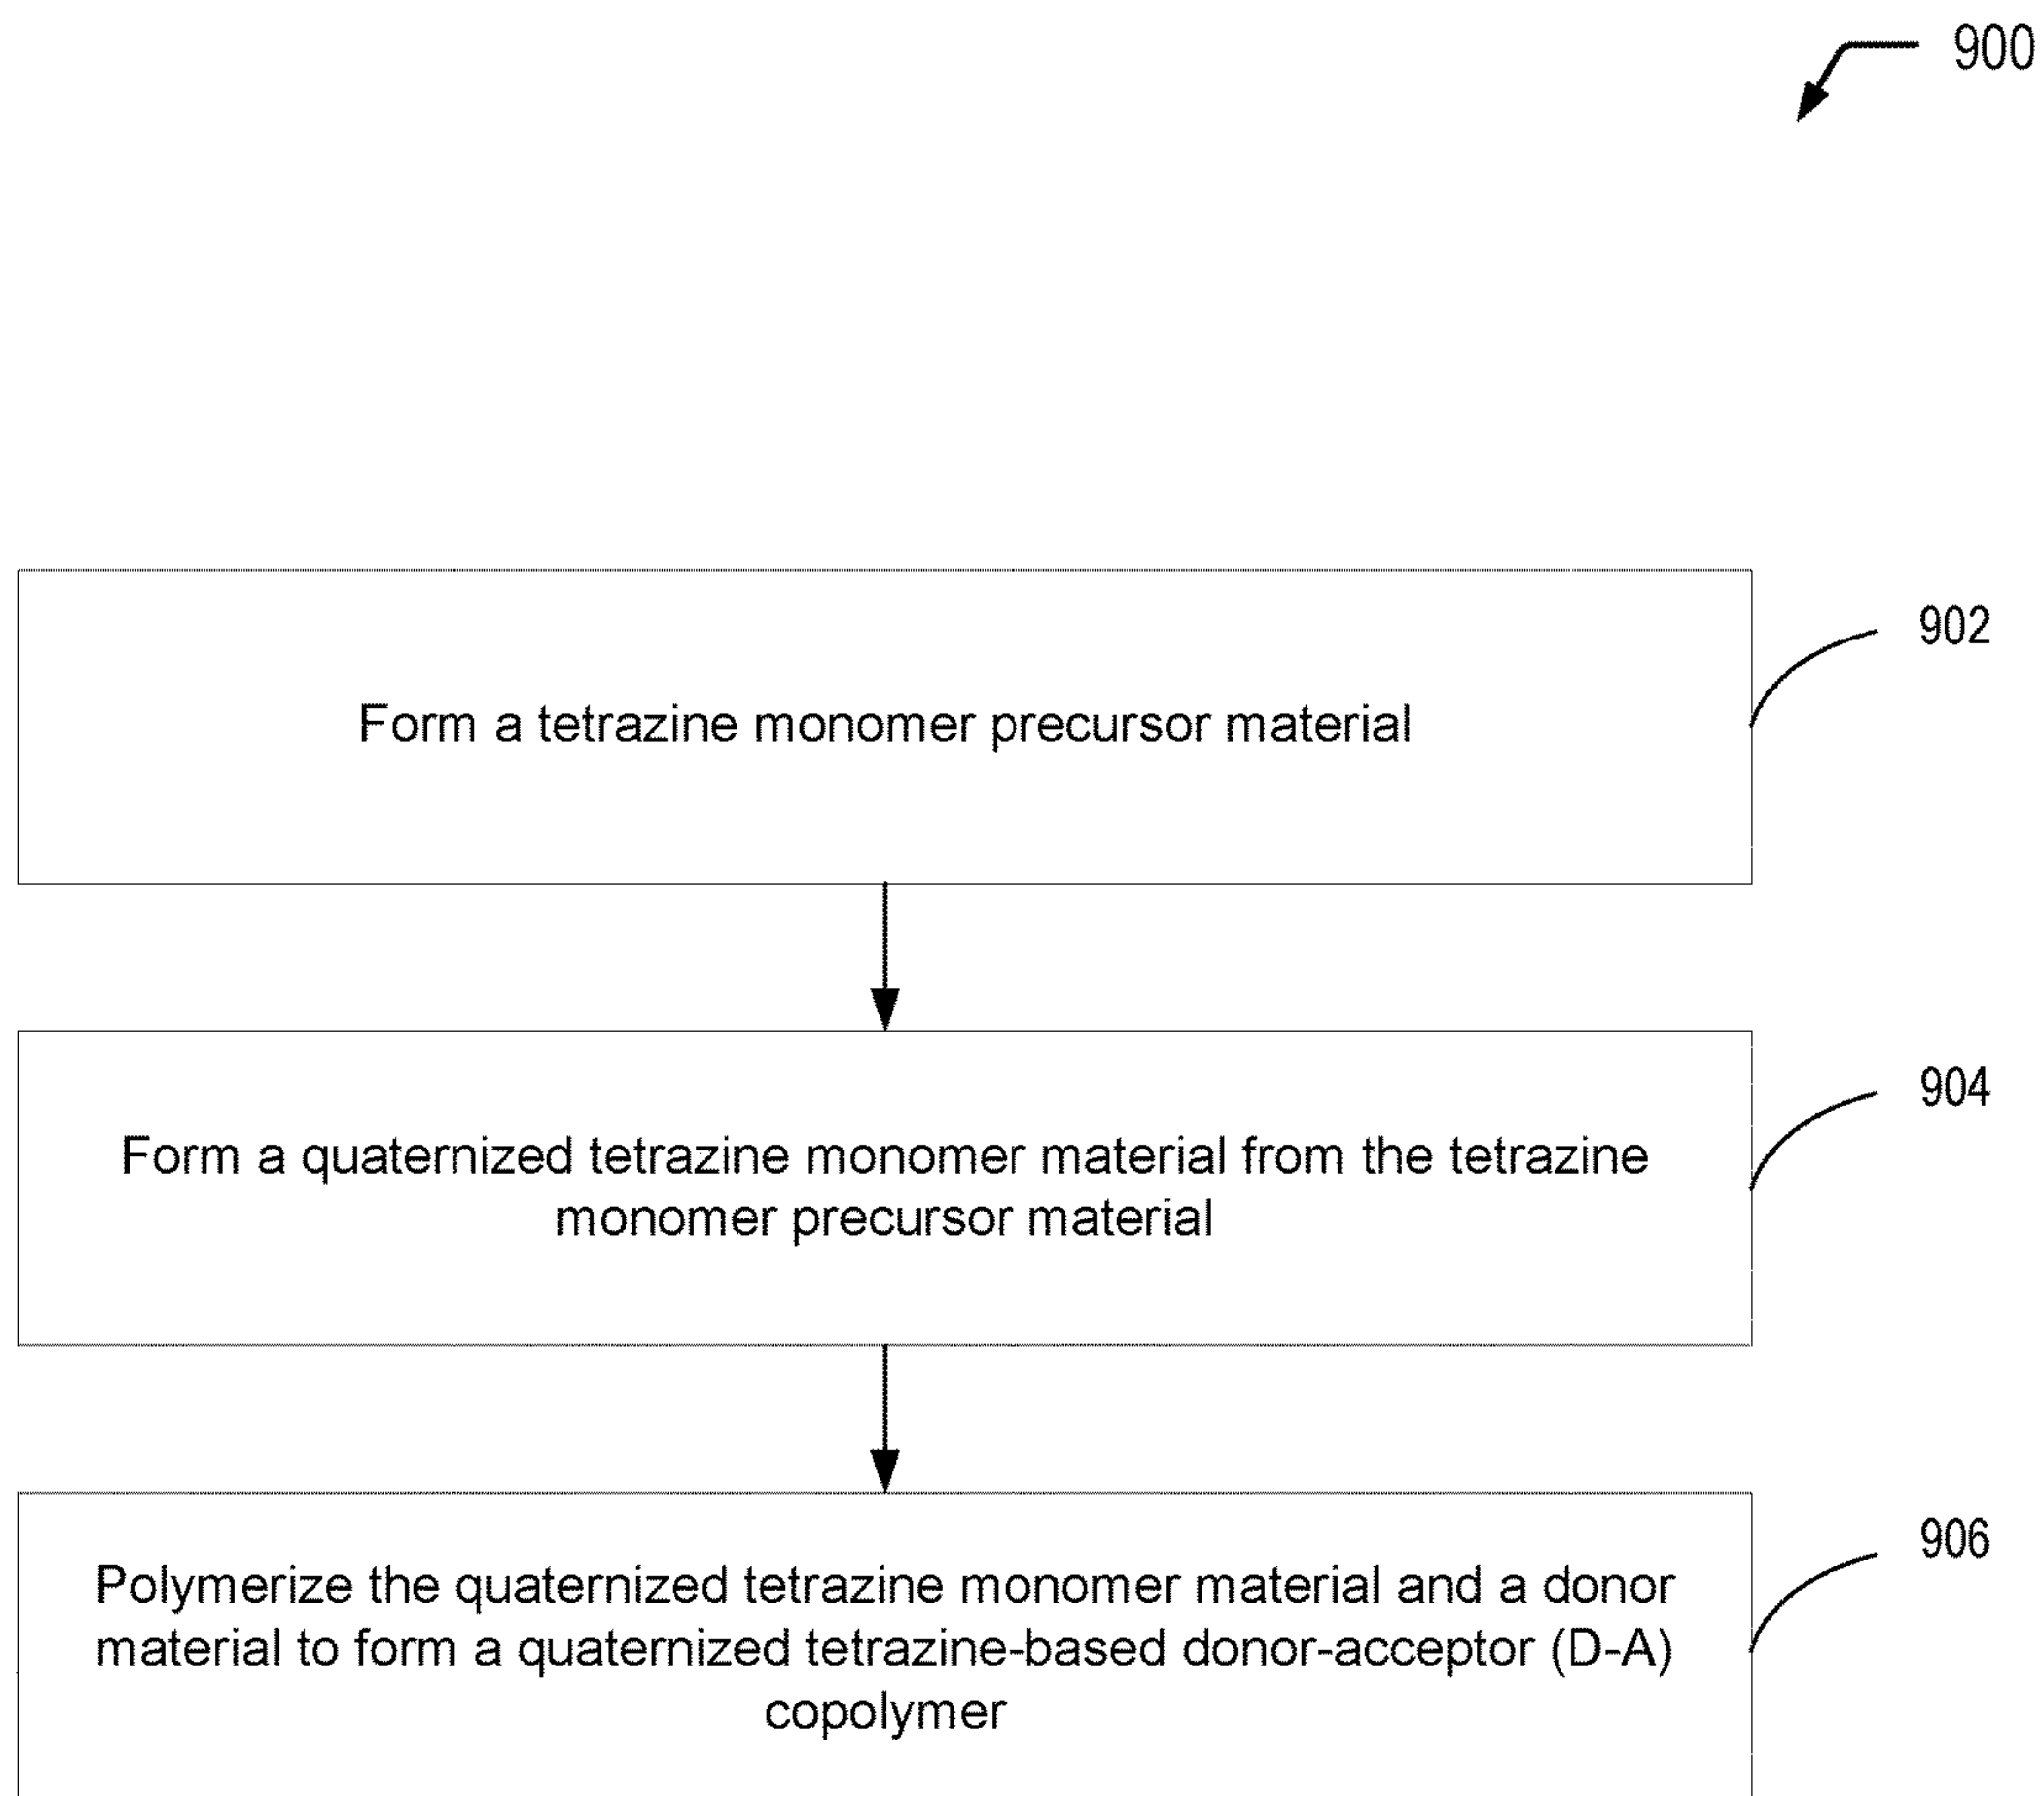 900
Form a tetrazine monomer precursor material
902
Form a quaternized tetrazine monomer material from the tetrazine
monomer precursor material
904
Polymerize the quaternized tetrazine monomer material and a donor
material to form a quaternized tetrazine-based donor-acceptor (D-A)
copolymer
906